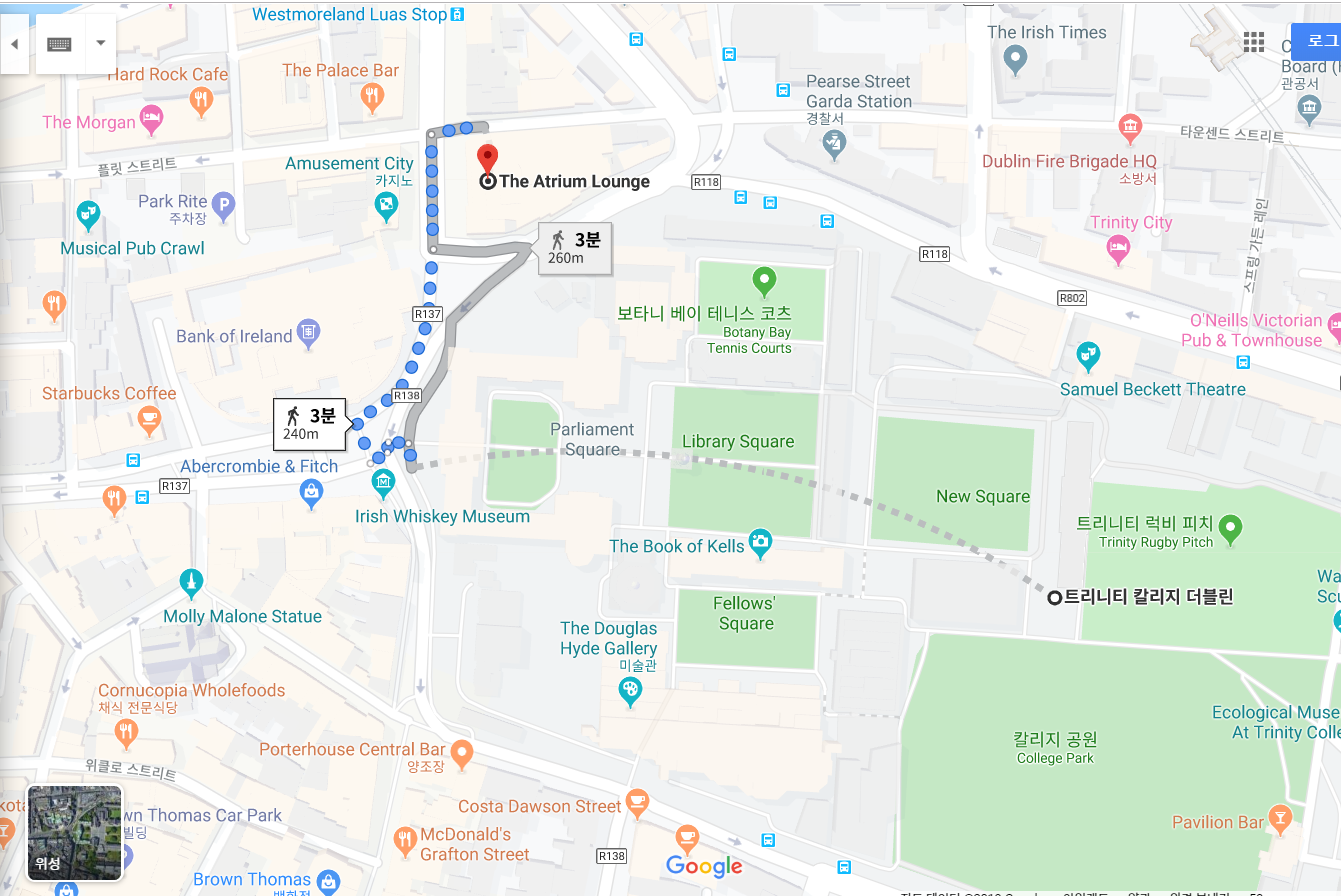 Westmoreland Luas Stop
The Irish Times
로그
Board (
관공서
Hard Rock Cafe
The Palace Bar
Pearse Street
Garda Station
경찰서
The Morgan
타운센드 스트리트
플릿 스트리트
Amusement City
카지노
Dublin Fire Brigade HQ
소방서
The Atrium Lounge
R118
Park Rite
주차장
Musical Pub Crawl
Trinity City
스프링 가든 레인
3분
260m
R118
R802
보타니 베이 테니스 코츠
Botany Bay
Tennis Courts
R137
Bank of Ireland
O'Neills Victorian
Pub & Townhouse
Starbucks Coffee
R138
Samuel Beckett Theatre
3분
240m
Parliament
Square
Library Square
Abercrombie & Fitch
R137
New Square
Irish Whiskey Museum
트리니티 럭비 피치
Trinity Rugby Pitch
The Book of Kells
Wa
Scu
트리니티 칼리지 더블린
Molly Malone Statue
Fellows'
Square
The Douglas
Hyde Gallery
미술관
Cornucopia Wholefoods
채식 전문식당
Ecological Muse
At Trinity Colle
칼리지 공원
College Park
Porterhouse Central Bar
양조장
위클로 스트리트
Costa Dawson Street
wn Thomas Car Park
빌딩
Pavilion Bar
McDonald's
Grafton Street
위성
R138
Google
Brown Thomas
백화점